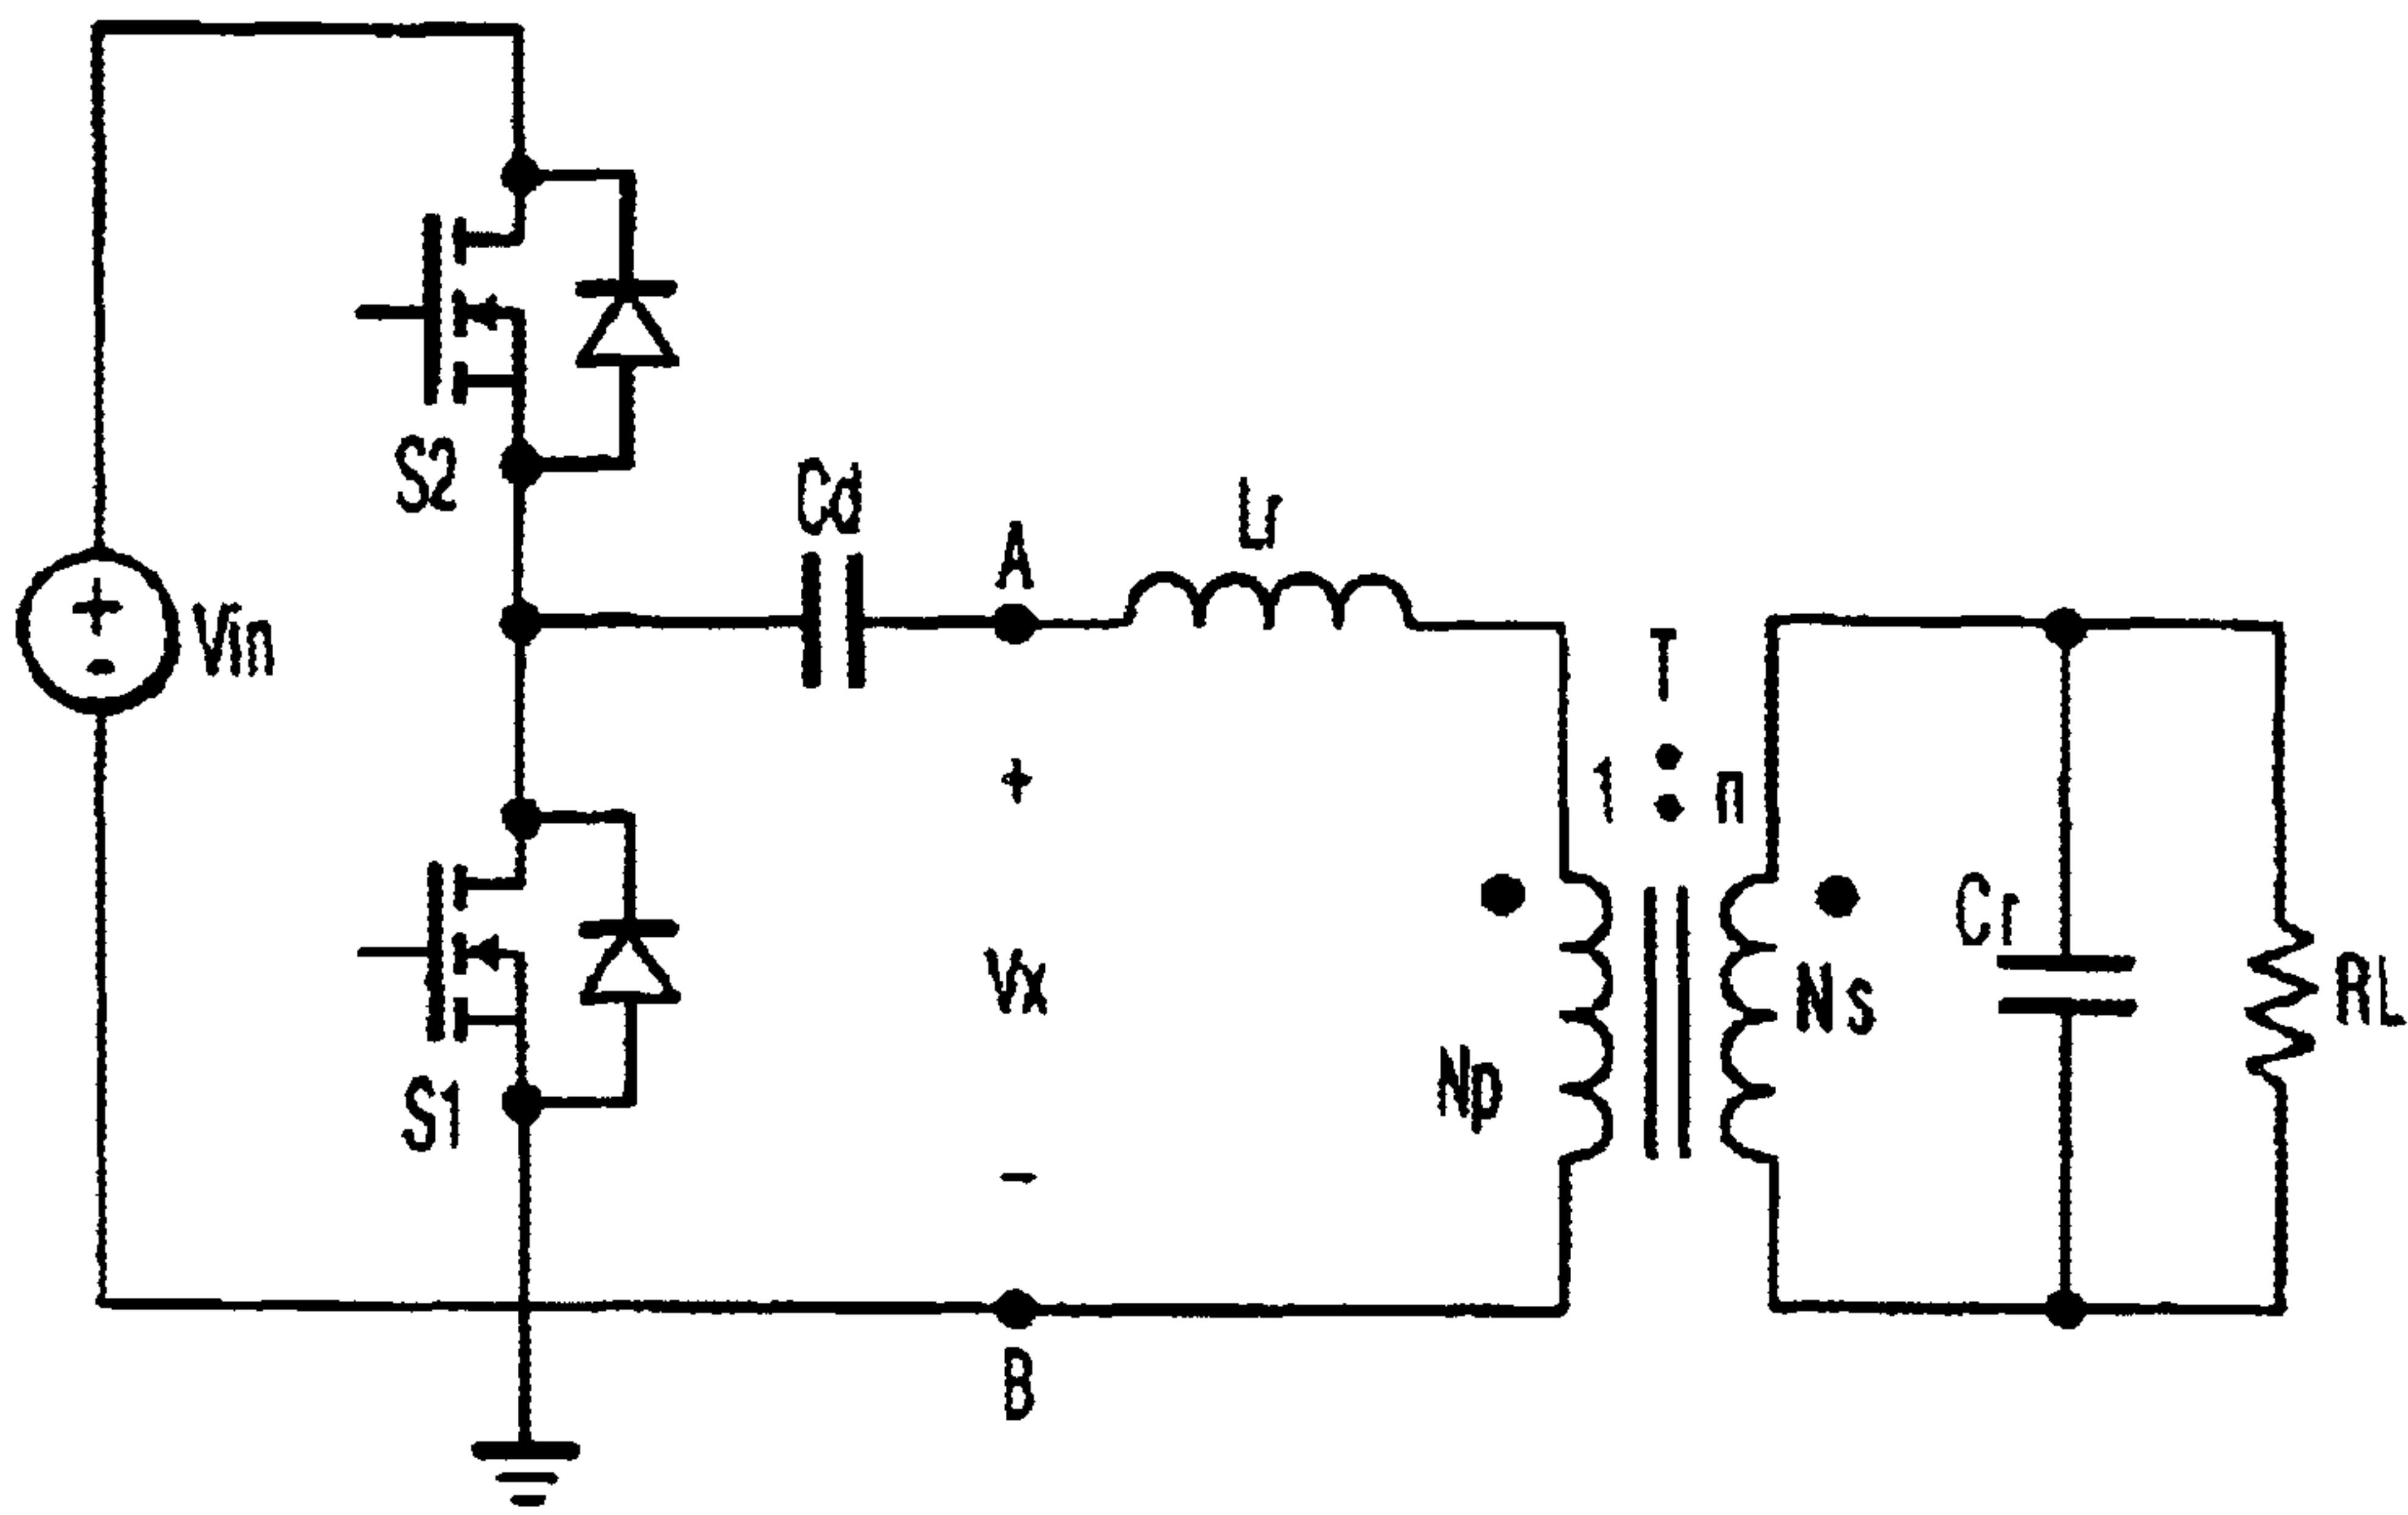 S2
Cd
A
Lr
+
-
Vin
T
1 : n
+
Vx
-
Np
Ns
Cr
RL
S1
B